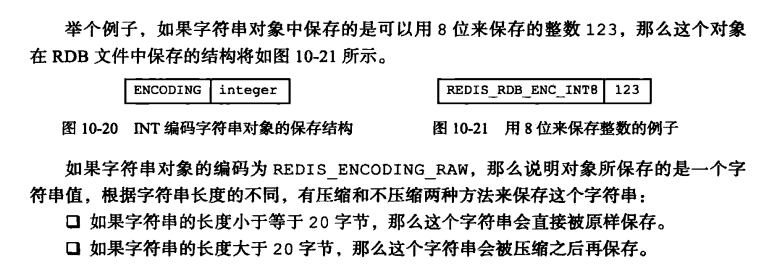 举个例子，如果字符串对象中保存的是可以用 8 位来保存的整数 123，那么这个对象
在 RDB 文件中保存的结构将如图 10-21 所示。
ENCODING integer
REDIS_RDB_ENC_INT8 123
图 10-20 INT 编码字符串对象的保存结构
图 10-21 用 8 位来保存整数的例子
如果字符串对象的编码为 REDIS_ENCODING_RAW，那么说明对象所保存的是一个字
符串值，根据字符串长度的不同，有压缩和不压缩两种方法来保存这个字符串：
❑ 如果字符串的长度小于等于 20 字节，那么这个字符串会直接被原样保存。
❑ 如果字符串的长度大于 20 字节，那么这个字符串会被压缩之后再保存。